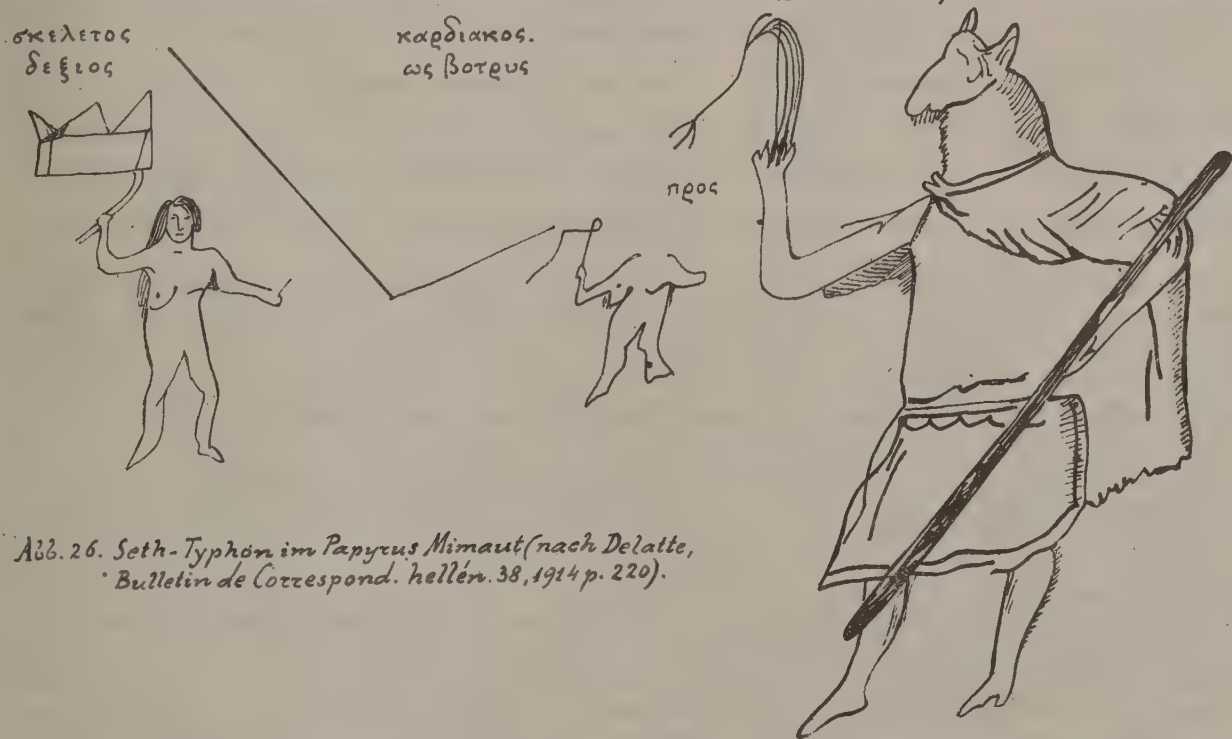 σκελετος
δεξιος
καρδιακος.
ως βοτρυς
προς
Abb. 26. Seth-Typhon im Papyrus Mimaut (nach Delatte,
Bulletin de Correspond. hellén. 38, 1914 p. 220).